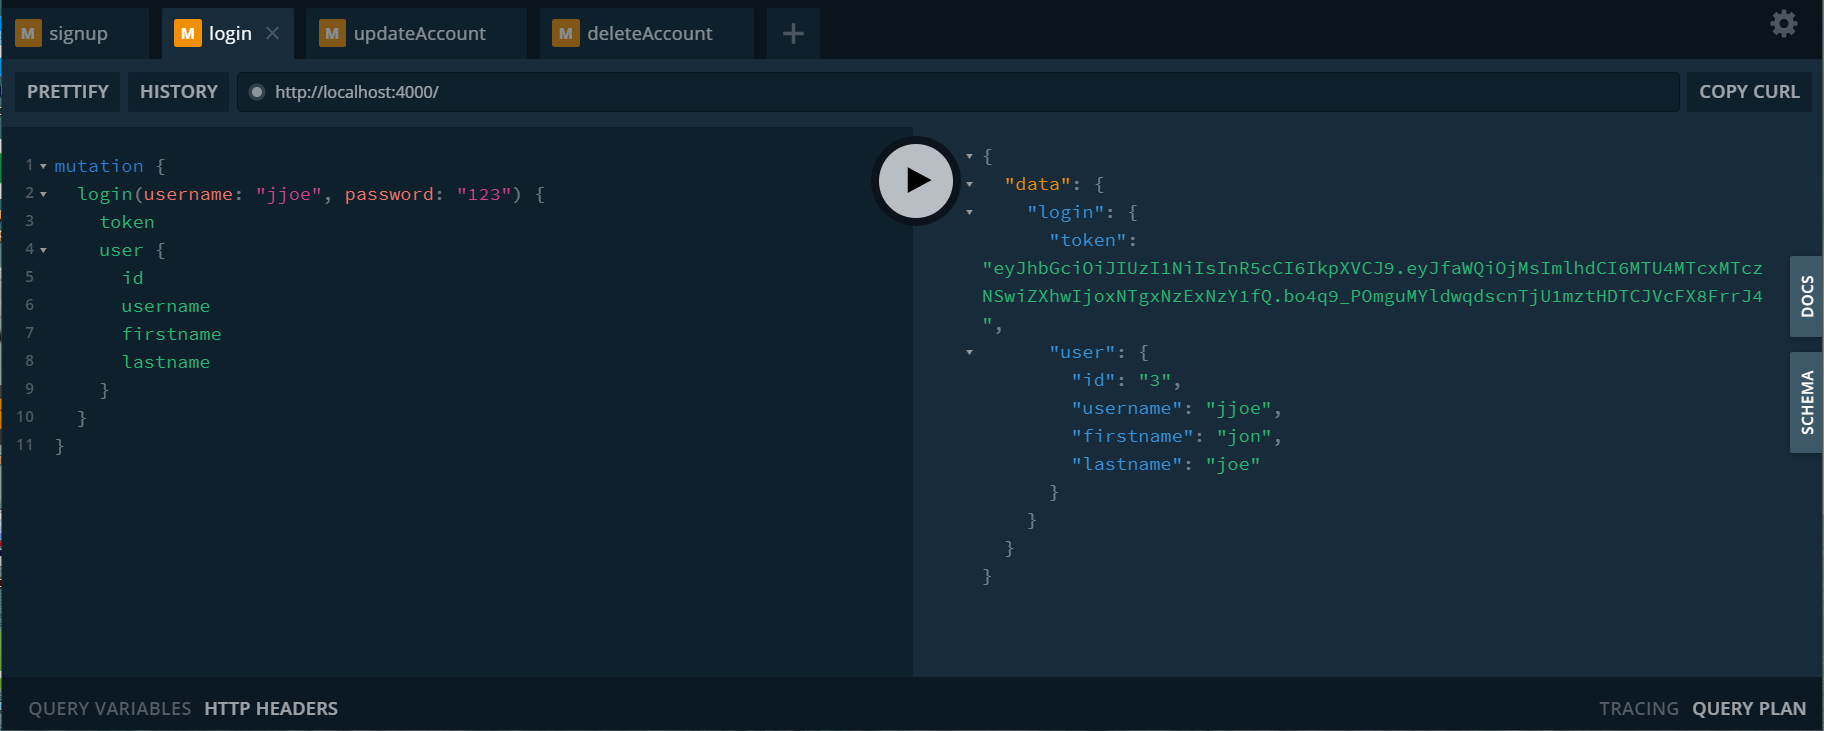 M signup M login × M updateAccount M deleteAccount +
PRETTIFY HISTORY http://localhost:4000/ COPY CURL
1 mutation {
2 login(username: "jjoe", password: "123") {
3 token
4 user {
5 id
6 username
7 firstname
8 lastname
9 }
10 }
11 }
{
"data": {
"login": {
"token":
"eyJhbGciOiJIUzI1NiIsInR5cCI6IkpXVCJ9.eyJfaWQiOjMsImlhdCI6MTU4MTcxMTcz
NSwiZXhwIjoxNTgxNzExNzY1fQ.bo4q9_POmguMYldwqdscnTjU1mztHDTCJVcFX8FrrJ4
",
"user": {
"id": "3",
"username": "jjoe",
"firstname": "jon",
"lastname": "joe"
}
}
}
}
DOCS
SCHEMA
QUERY VARIABLES HTTP HEADERS TRACING QUERY PLAN